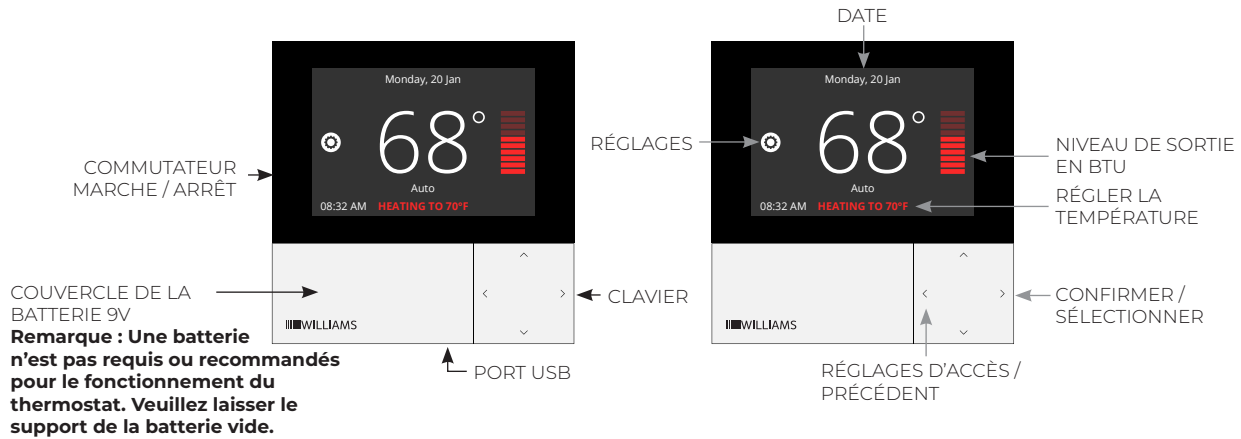 DATE
Monday, 20 Jan
68°
Auto
08:32 AM HEATING TO 70°F
COMMUTATEUR
MARCHE / ARRÊT
COUVERCLE DE LA
BATTERIE 9V
Remarque : Une batterie
n'est pas requis ou recommandés
pour le fonctionnement du
thermostat. Veuillez laisser le
support de la batterie vide.
WILLIAMS
CLAVIER
PORT USB
Monday, 20 Jan
68°
Auto
08:32 AM HEATING TO 70°F
RÉGLAGES
NIVEAU DE SORTIE
EN BTU
RÉGLER LA
TEMPÉRATURE
WILLIAMS
CONFIRMER /
SÉLECTIONNER
RÉGLAGES D'ACCÈS /
PRÉCÉDENT